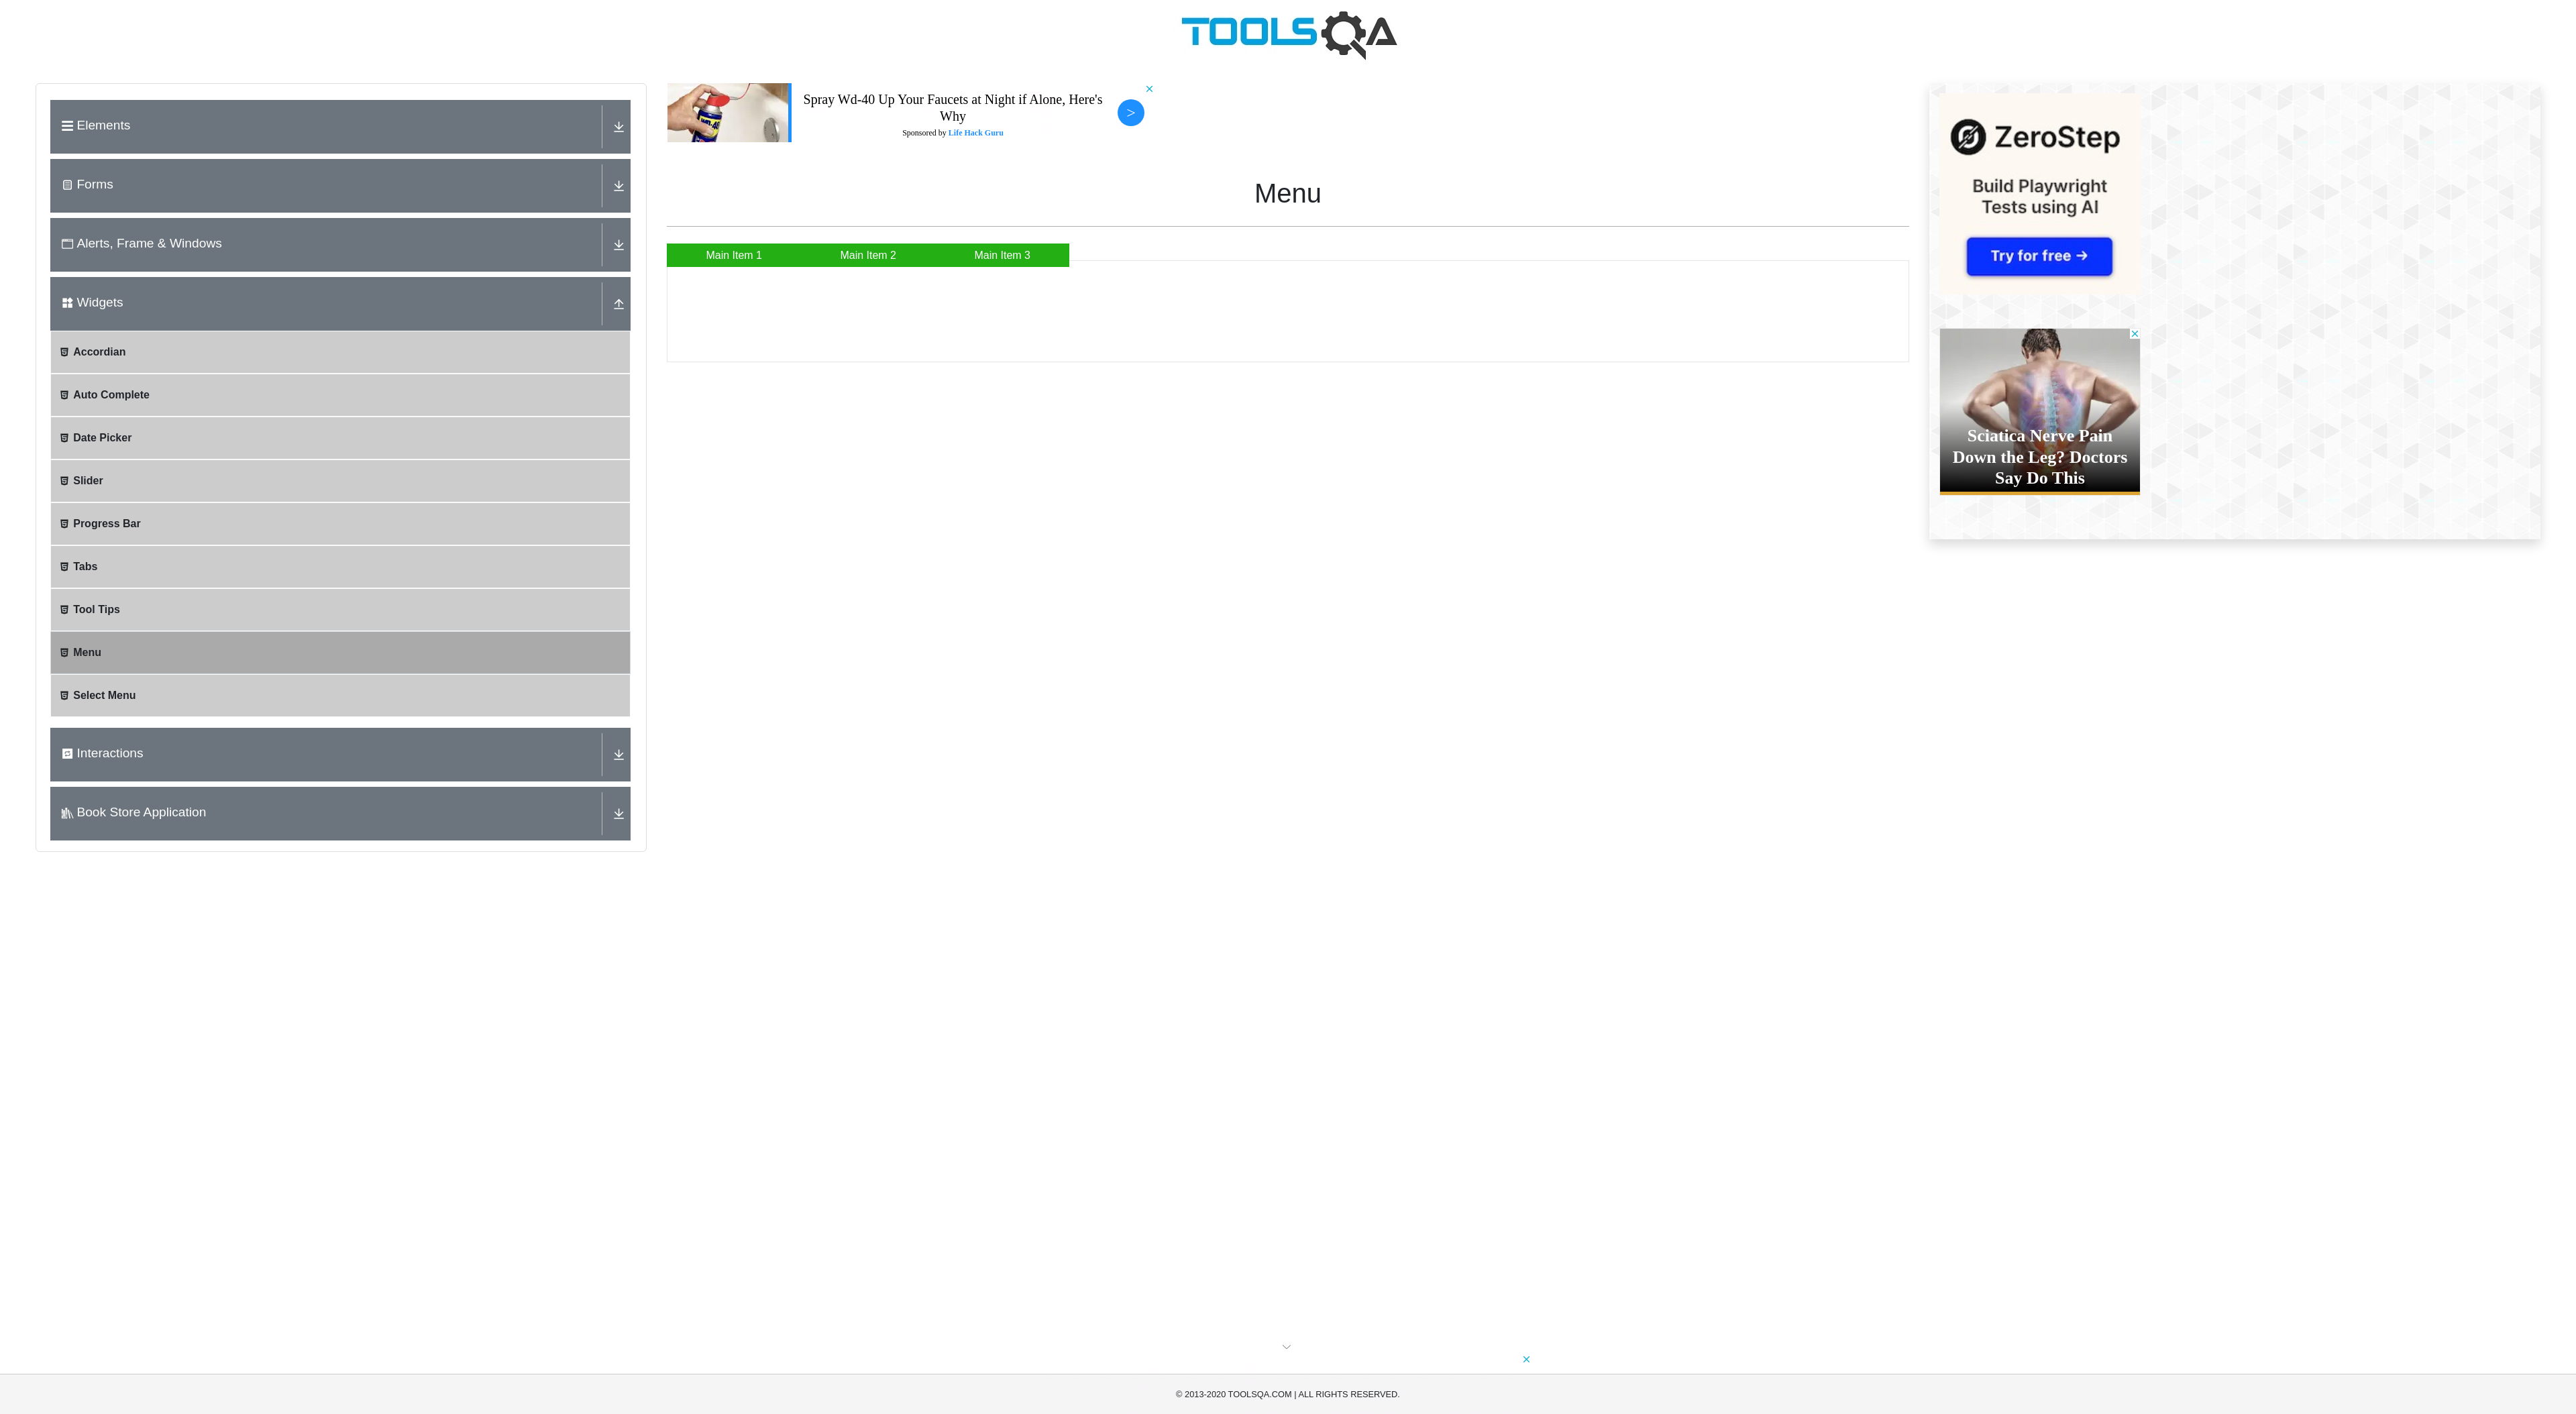 TOOLSQA
Elements
Forms
Alerts, Frame & Windows
Widgets
Accordian
Auto Complete
Date Picker
Slider
Progress Bar
Tabs
Tool Tips
Menu
Select Menu
Interactions
Book Store Application
Spray Wd-40 Up Your Faucets at Night if Alone, Here's
Why
Sponsored by Life Hack Guru
>
Menu
Main Item 1
Main Item 2
Main Item 3
ZeroStep
Build Playwright
Tests using AI
Try for free →
Sciatica Nerve Pain
Down the Leg? Doctors
Say Do This
© 2013-2020 TOOLSQA.COM | ALL RIGHTS RESERVED.